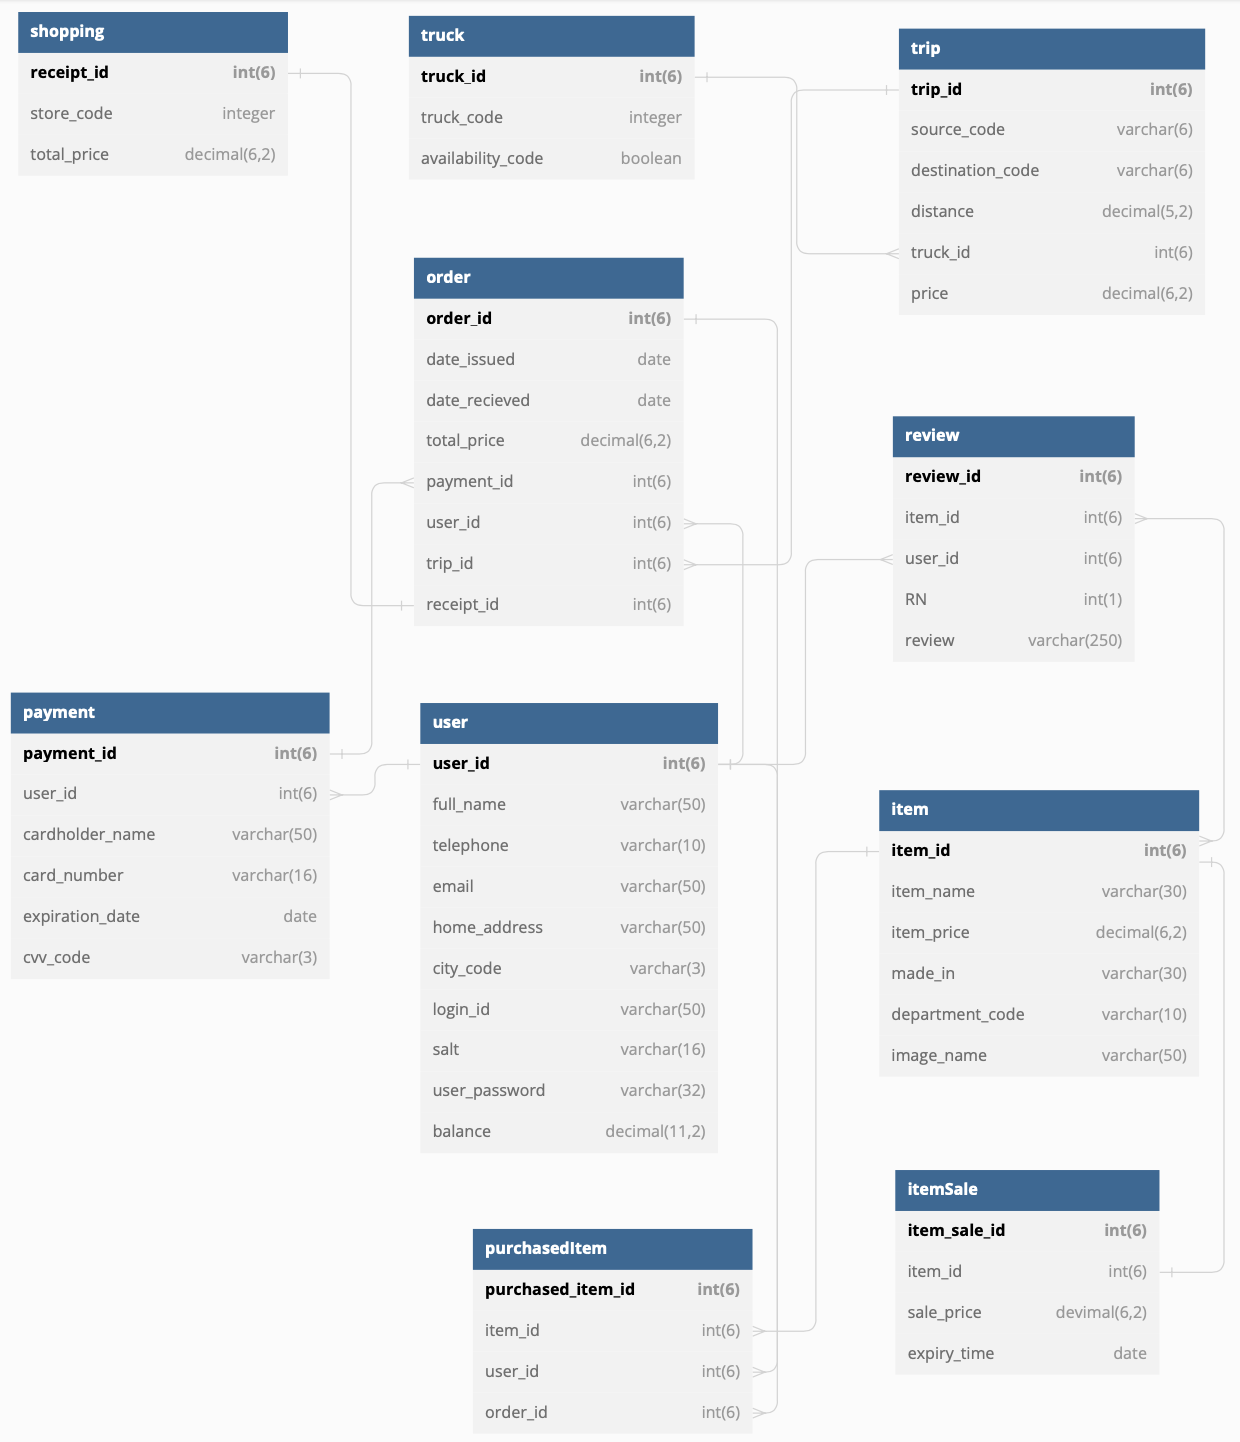 shopping
receipt_id int(6)
store_code integer
total_price decimal(6,2)
truck
truck_id int(6)
truck_code integer
availability_code boolean
trip
trip_id int(6)
source_code varchar(6)
destination_code varchar(6)
distance decimal(5,2)
truck_id int(6)
price decimal(6,2)
order
order_id int(6)
date_issued date
date_recieved date
total_price decimal(6,2)
payment_id int(6)
user_id int(6)
trip_id int(6)
receipt_id int(6)
review
review_id int(6)
item_id int(6)
user_id int(6)
RN int(1)
review varchar(250)
payment
payment_id int(6)
user_id int(6)
cardholder_name varchar(50)
card_number varchar(16)
expiration_date date
cvv_code varchar(3)
user
user_id int(6)
full_name varchar(50)
telephone varchar(10)
email varchar(50)
home_address varchar(50)
city_code varchar(3)
login_id varchar(50)
salt varchar(16)
user_password varchar(32)
balance decimal(11,2)
item
item_id int(6)
item_name varchar(30)
item_price decimal(6,2)
made_in varchar(30)
department_code varchar(10)
image_name varchar(50)
itemSale
item_sale_id int(6)
item_id int(6)
sale_price devimal(6,2)
expiry_time date
purchasedItem
purchased_item_id int(6)
item_id int(6)
user_id int(6)
order_id int(6)